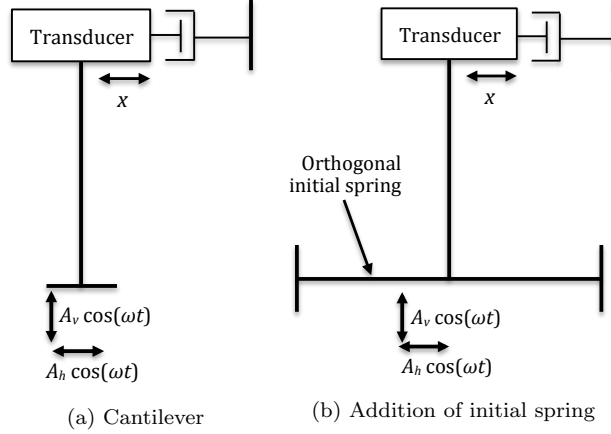 Transducer
x
A_v cos(ωt)
A_h cos(ωt)
(a) Cantilever
Transducer
x
Orthogonal
initial spring
A_v cos(ωt)
A_h cos(ωt)
(b) Addition of initial spring